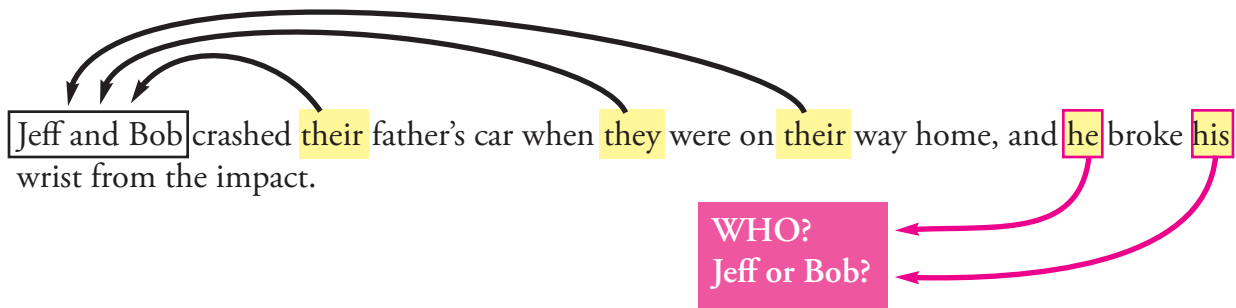 Jeff and Bob crashed their father’s car when they were on their way home, and he broke his
wrist from the impact.
WHO?
Jeff or Bob?